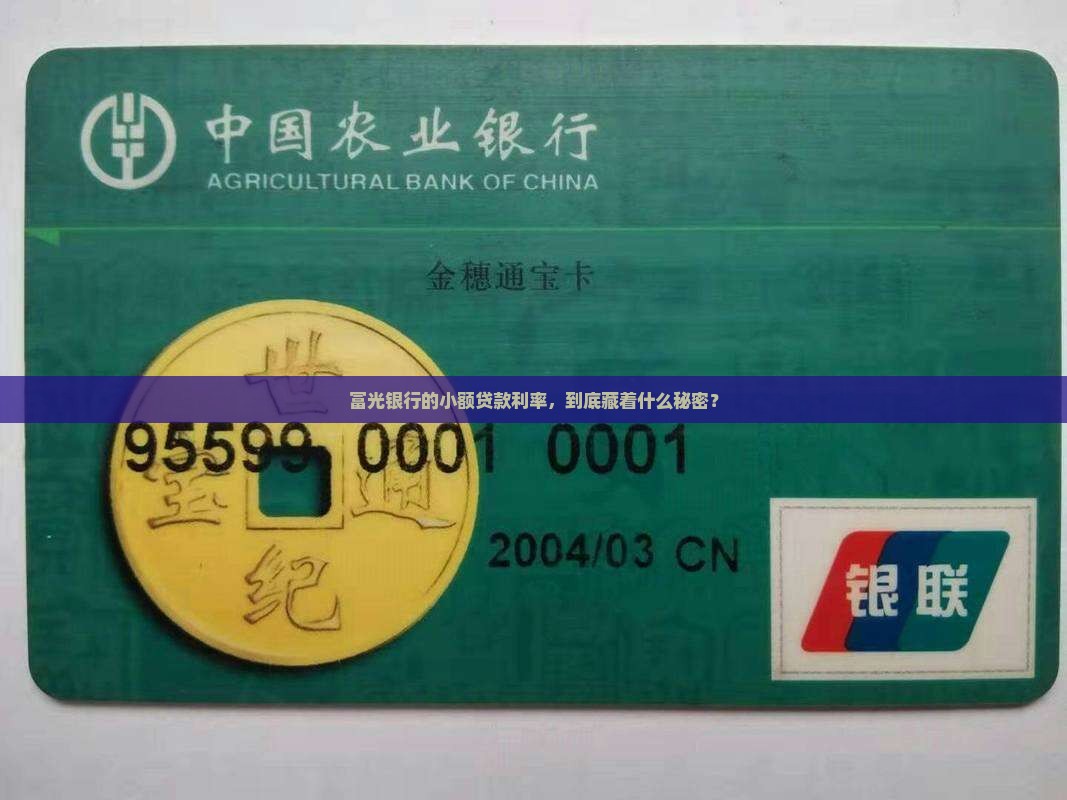 中国农业银行
AGRICULTURAL BANK OF CHINA
金穗通宝卡
世
富光银行的小额贷款利率，到底藏着什么秘密？
95599 0001 0001
宝 通
2004/03 CN
纪
银联